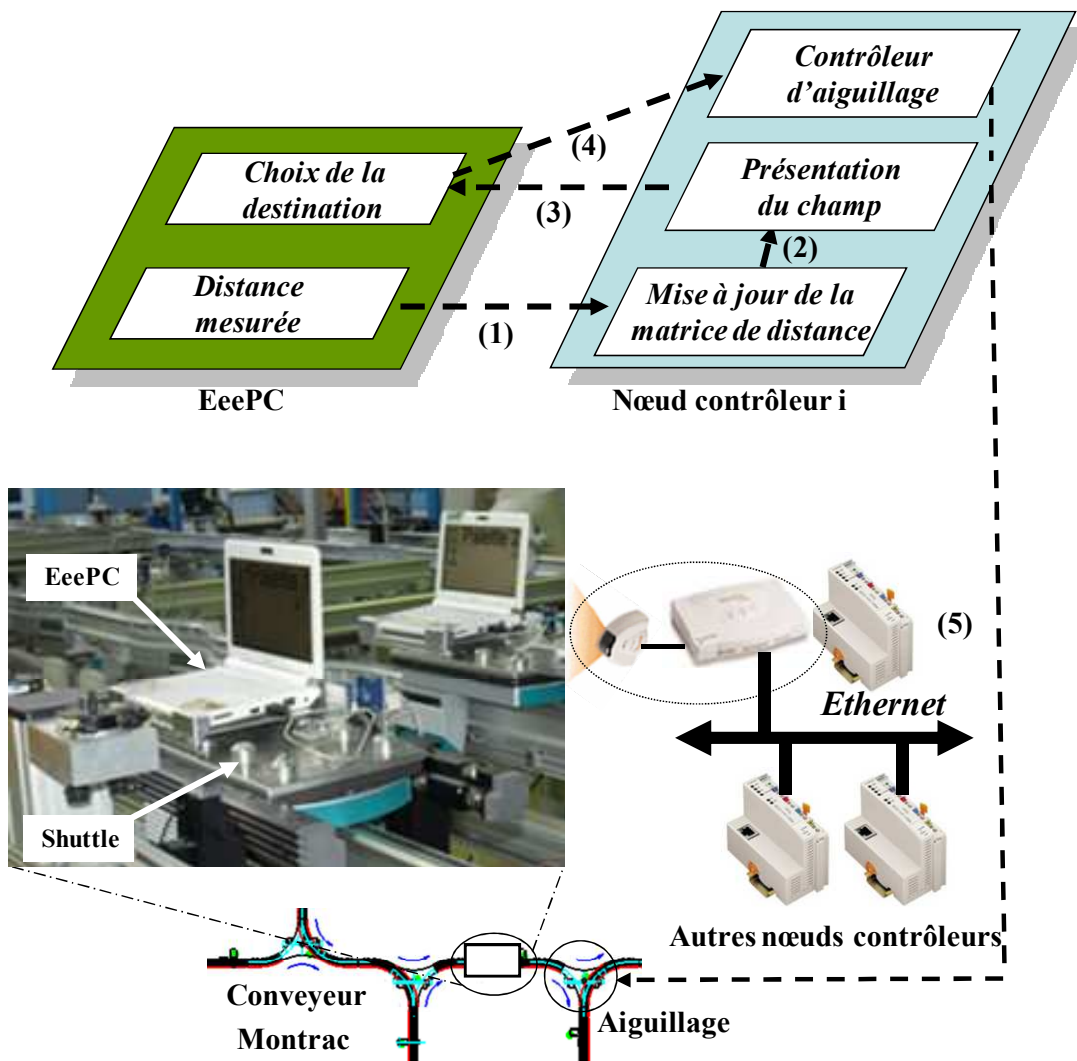 Contrôleur
d'aiguillage
(4)
Choix de la
destination
Présentation
du champ
(3)
(2)
Distance
mesurée
Mise à jour de la
matrice de distance
(1)
EeePC
Nœud contrôleur i
EeePC
(5)
Ethernet
Shuttle
Autres nœuds contrôleurs
Conveyeur
Montrac
Aiguillage